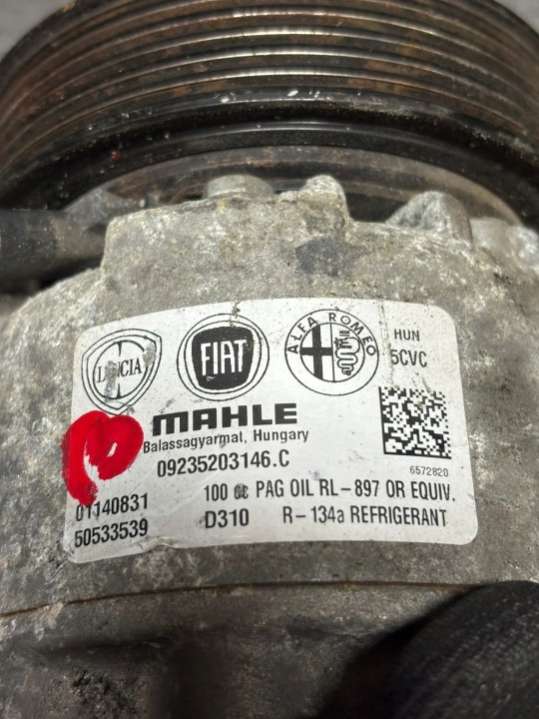 LANCIA
FIAT
ALFA ROMEO
HUN
5CVC
MAHLE
Balassagyarmat, Hungary
09235203146.C
6572820
01140831
100 cc PAG OIL RL-897 OR EQUIV.
50533539
D310
R-134a REFRIGERANT